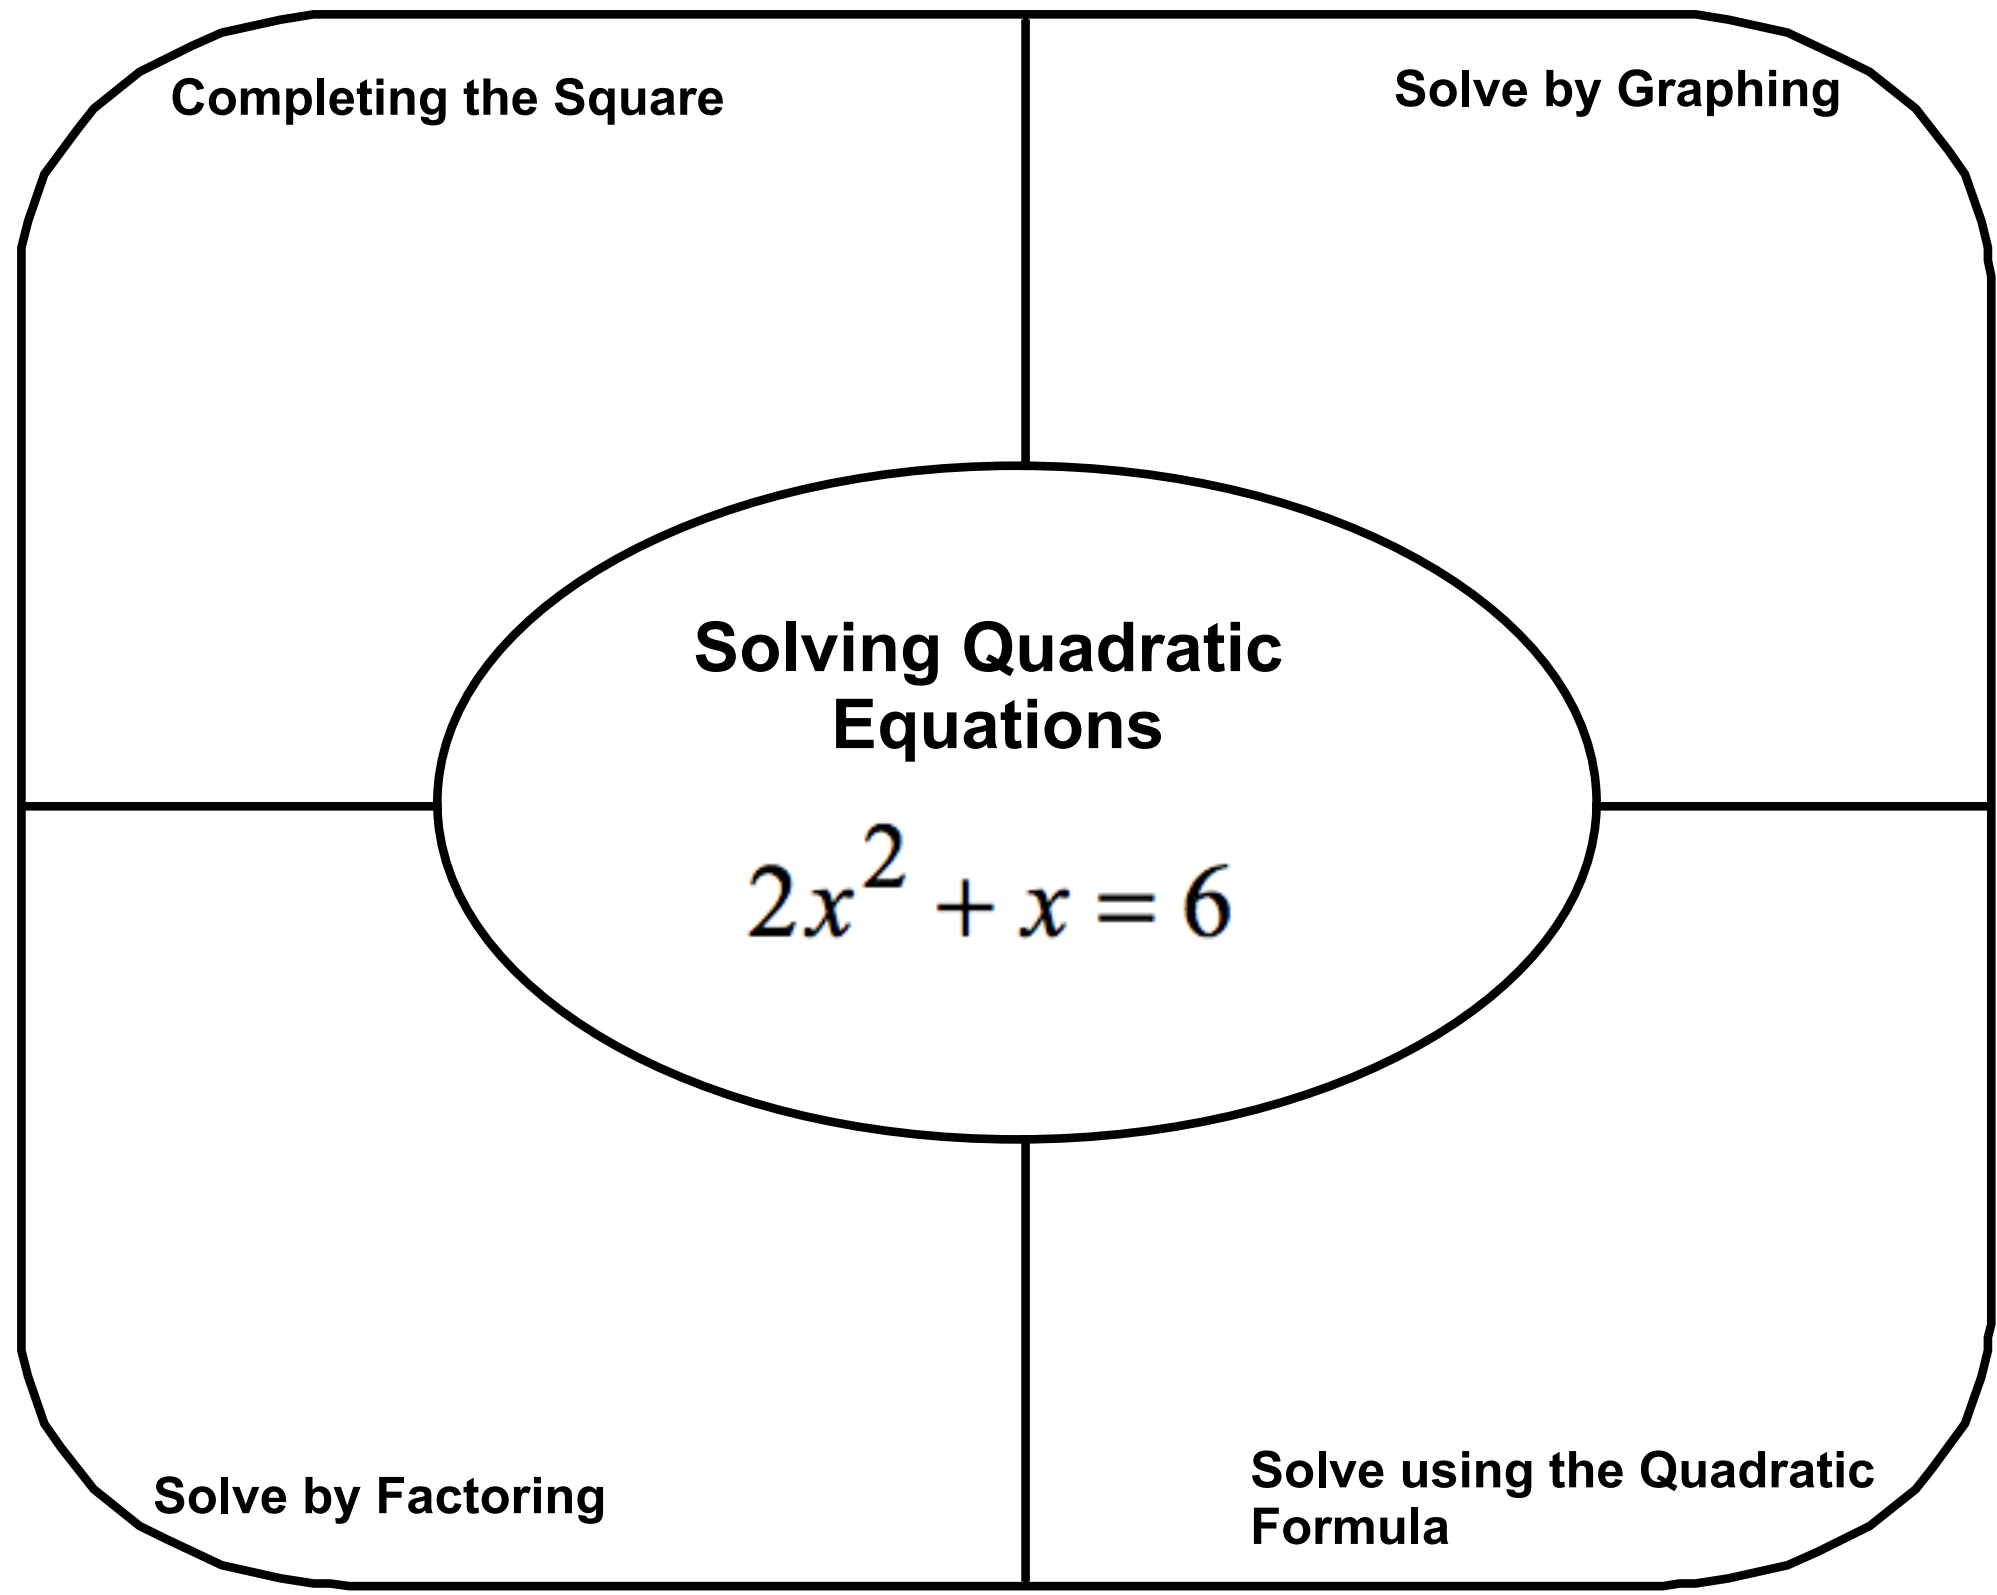 Completing the Square
Solve by Graphing
Solving Quadratic
Equations
2x² + x = 6
Solve by Factoring
Solve using the Quadratic
Formula